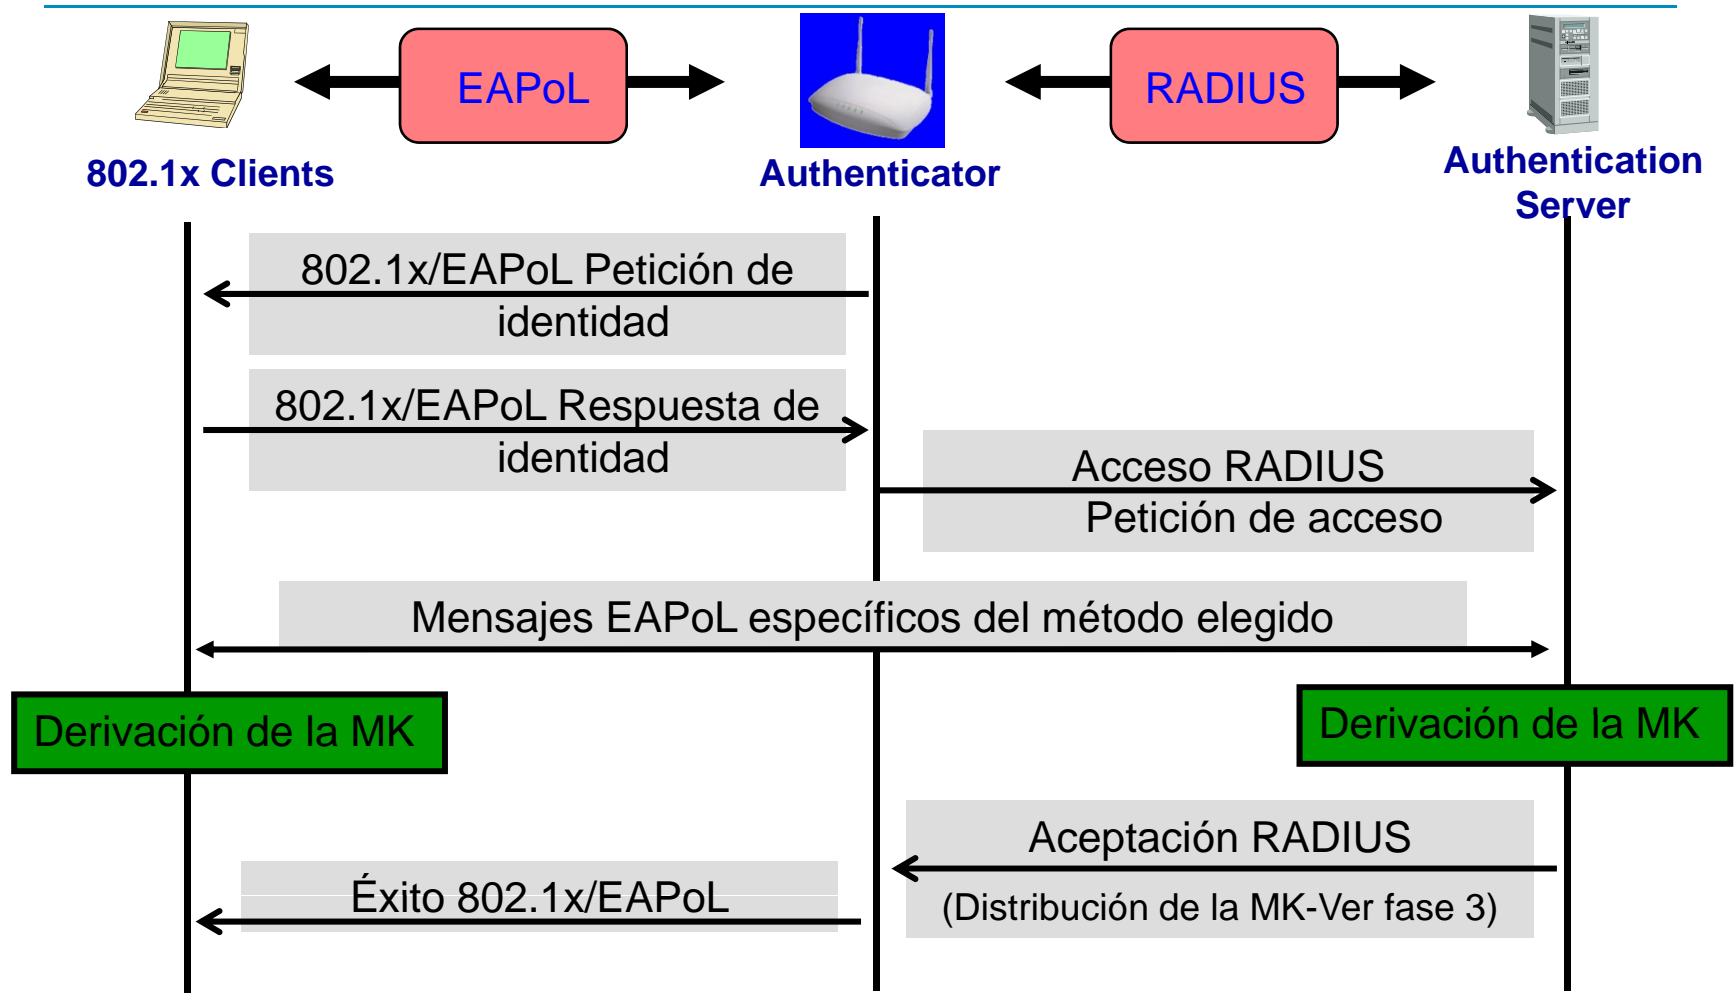 EAPoL
RADIUS
802.1x Clients
Authenticator
Authentication
Server
802.1x/EAPoL Petición de
identidad
802.1x/EAPoL Respuesta de
identidad
Acceso RADIUS
Petición de acceso
Mensajes EAPoL específicos del método elegido
Derivación de la MK
Derivación de la MK
Aceptación RADIUS
(Distribución de la MK-Ver fase 3)
Éxito 802.1x/EAPoL